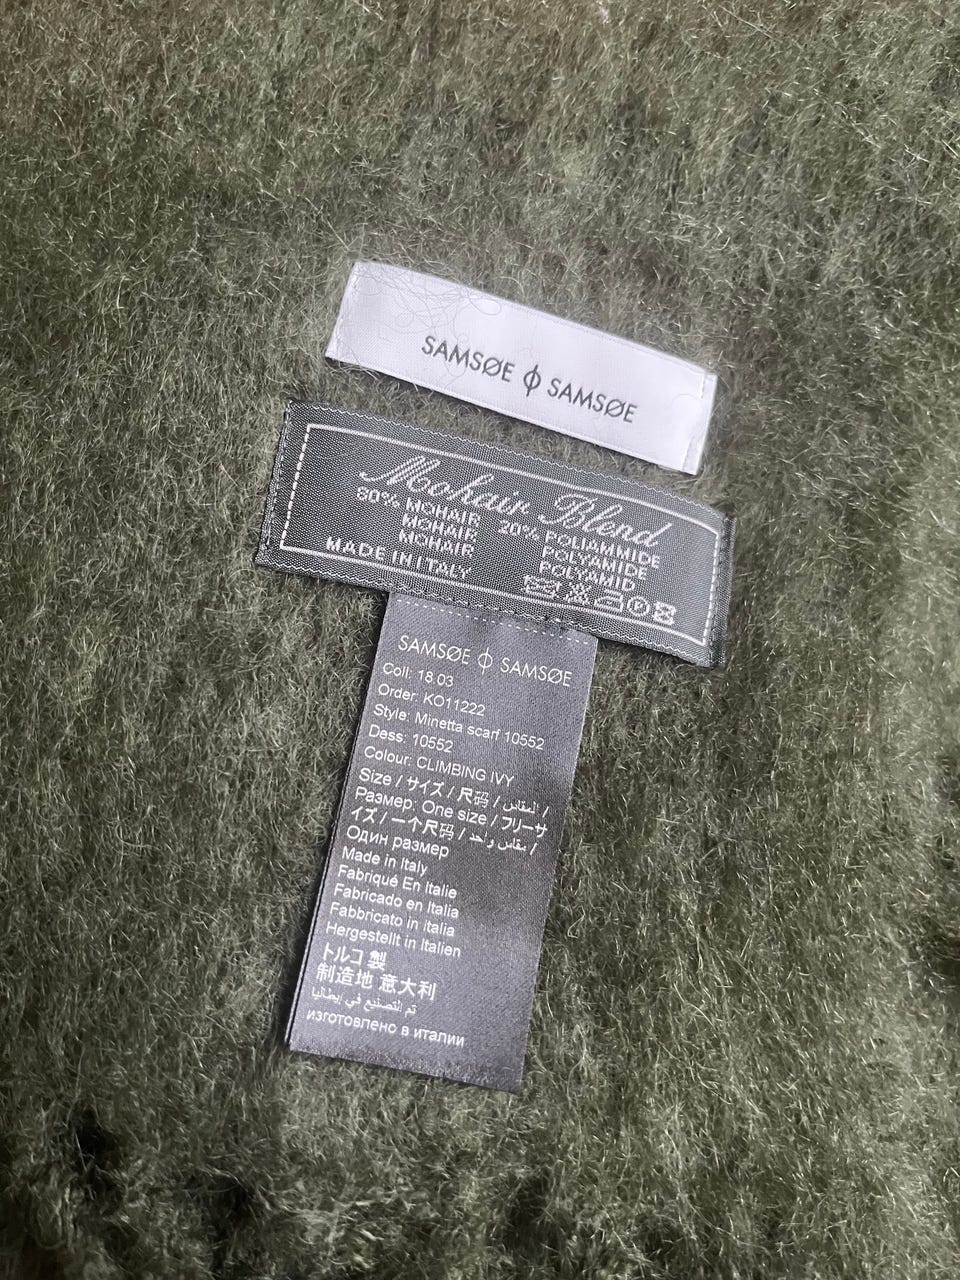 SAMSØE ϕ SAMSØE
Mohair Blend
80% MOHAIR 20% POLIAMMIDE
MOHAIR POLYAMIDE
MOHAIR POLYAMID
MADE IN ITALY
SAMSØE ϕ SAMSØE
Coll: 18.03
Order: KO11222
Style: Minetta scarf 10552
Dess: 10552
Colour: CLIMBING IVY
Size / サイズ / 尺码 / المقاس /
Размер: One size / フリーサ
イズ / 一个尺码 / مقاس واحد /
Один размер
Made in Italy
Fabriqué En Italie
Fabricado en Italia
Fabbricato in italia
Hergestellt in Italien
トルコ 製
制造地 意大利
تم التصنيع في إيطاليا
изготовлено в италии